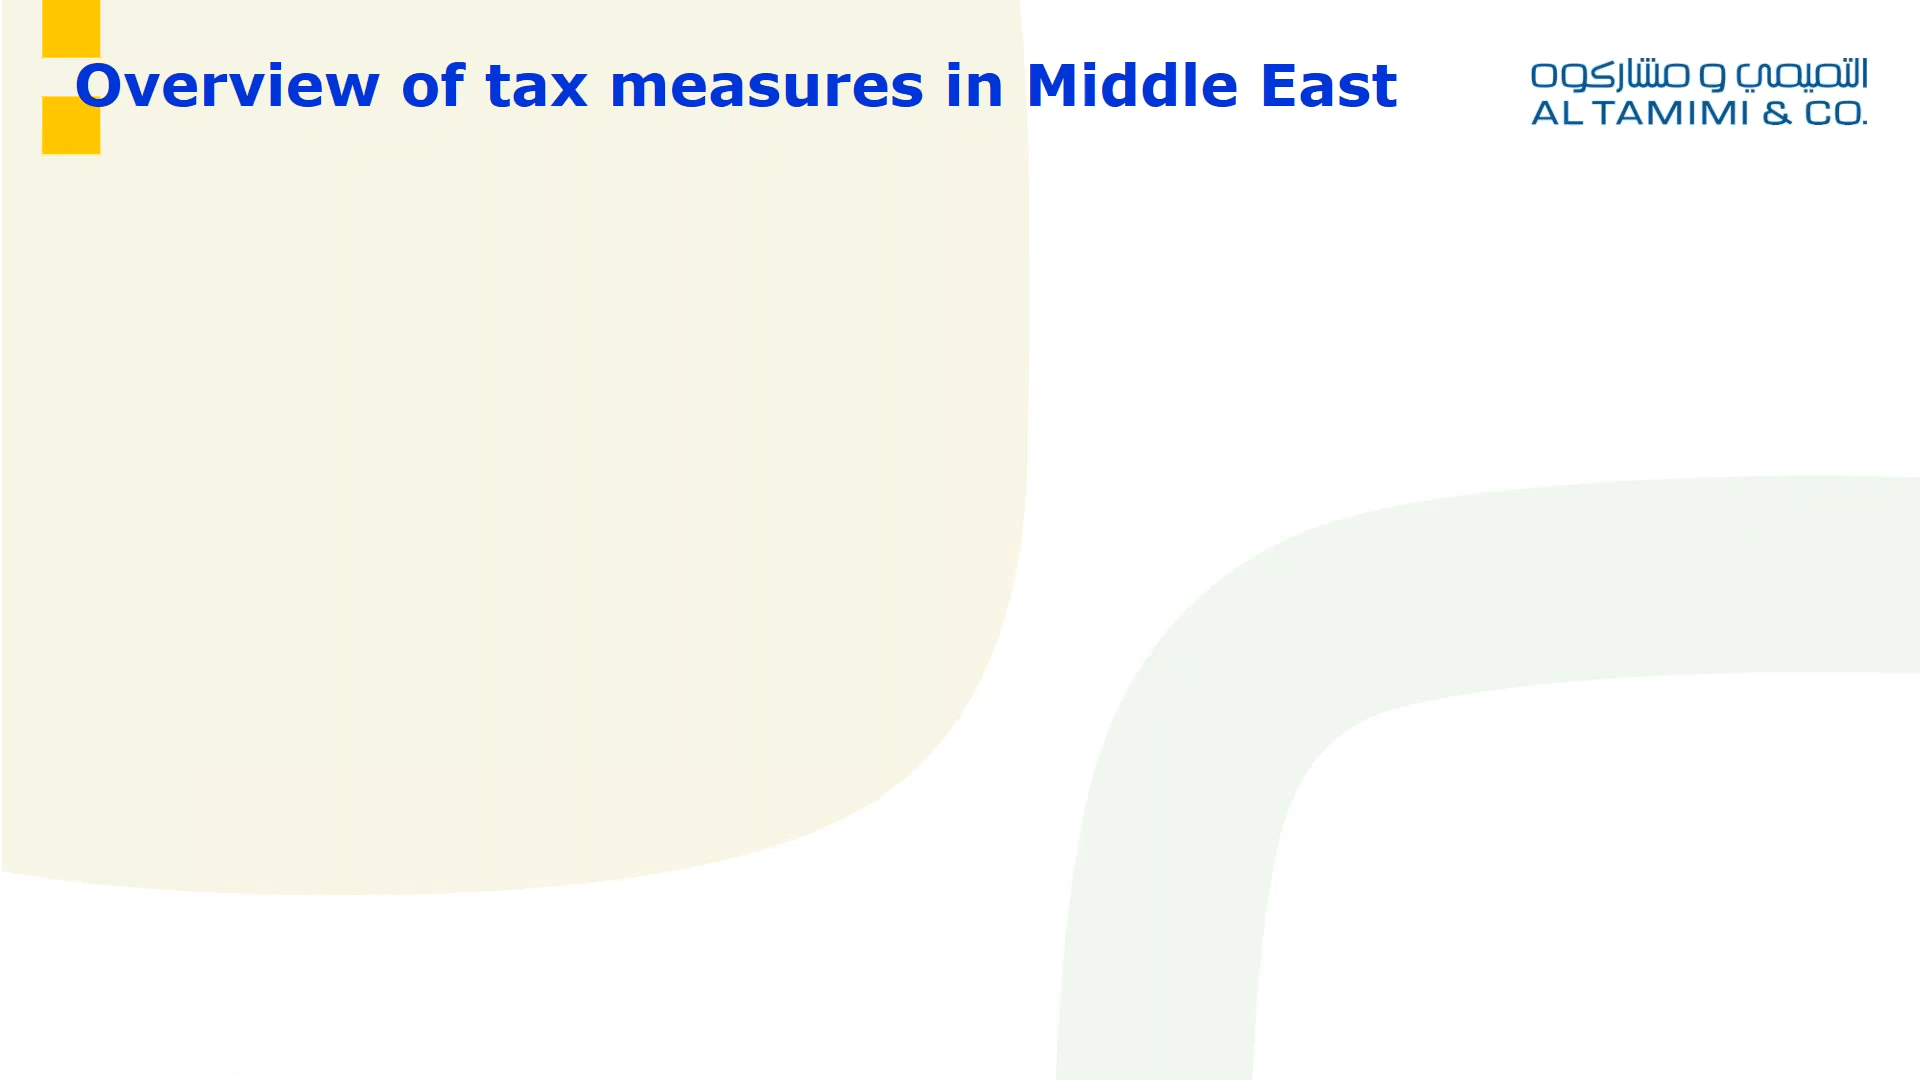 Overview of tax measures in Middle East
التميمي و مشاركوه
AL TAMIMI & CO.